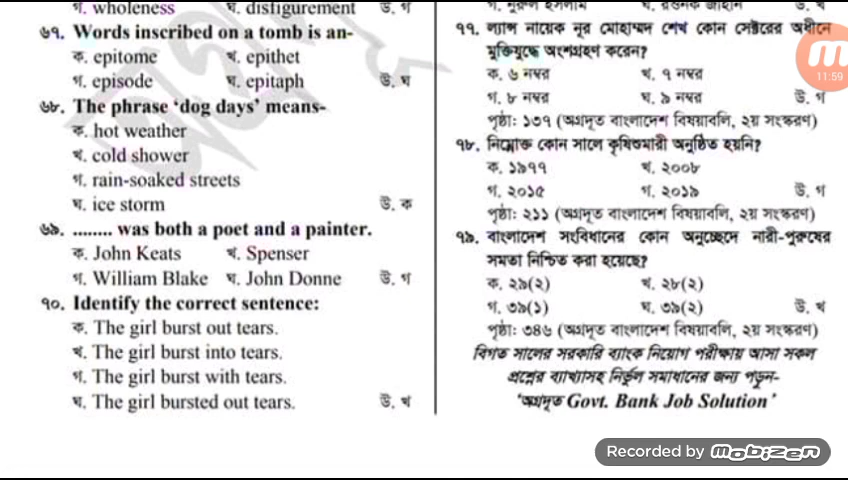 গ. wholeness ঘ. disfigurement উ. গ
৬৭. Words inscribed on a tomb is an-
ক. epitome খ. epithet
গ. episode ঘ. epitaph উ. ঘ
৬৮. The phrase ‘dog days’ means-
ক. hot weather
খ. cold shower
গ. rain-soaked streets
ঘ. ice storm উ. ক
৬৯. ........ was both a poet and a painter.
ক. John Keats খ. Spenser
গ. William Blake ঘ. John Donne উ. গ
৭০. Identify the correct sentence:
ক. The girl burst out tears.
খ. The girl burst into tears.
গ. The girl burst with tears.
ঘ. The girl bursted out tears. উ. খ
গ. নুরুল ইসলাম ঘ. রওনক জাহান উ. খ
৭৭. ল্যান্স নায়েক নূর মোহাম্মদ শেখ কোন সেক্টরের অধীনে
মুক্তিযুদ্ধে অংশগ্রহণ করেন?
ক. ৬ নম্বর খ. ৭ নম্বর
গ. ৮ নম্বর ঘ. ৯ নম্বর উ. গ
পৃষ্ঠা: ১৩৭ (অগ্রদূত বাংলাদেশ বিষয়াবলি, ২য় সংস্করণ)
৭৮. নিম্নোক্ত কোন সালে কৃষিশুমারী অনুষ্ঠিত হয়নি?
ক. ১৯৭৭ খ. ২০০৮
গ. ২০১৫ গ. ২০১৯ উ. গ
পৃষ্ঠা: ২১১ (অগ্রদূত বাংলাদেশ বিষয়াবলি, ২য় সংস্করণ)
৭৯. বাংলাদেশ সংবিধানের কোন অনুচ্ছেদে নারী-পুরুষের
সমতা নিশ্চিত করা হয়েছে?
ক. ২৯(২) খ. ২৮(২)
গ. ৩৯(১) ঘ. ৩৯(২) উ. খ
পৃষ্ঠা: ৩৪৬ (অগ্রদূত বাংলাদেশ বিষয়াবলি, ২য় সংস্করণ)
বিগত সালের সরকারি ব্যাংক নিয়োগ পরীক্ষায় আসা সকল
প্রশ্নের ব্যাখ্যাসহ নির্ভুল সমাধানের জন্য পড়ুন-
‘অগ্রদূত Govt. Bank Job Solution’
11:59
Recorded by mobizen